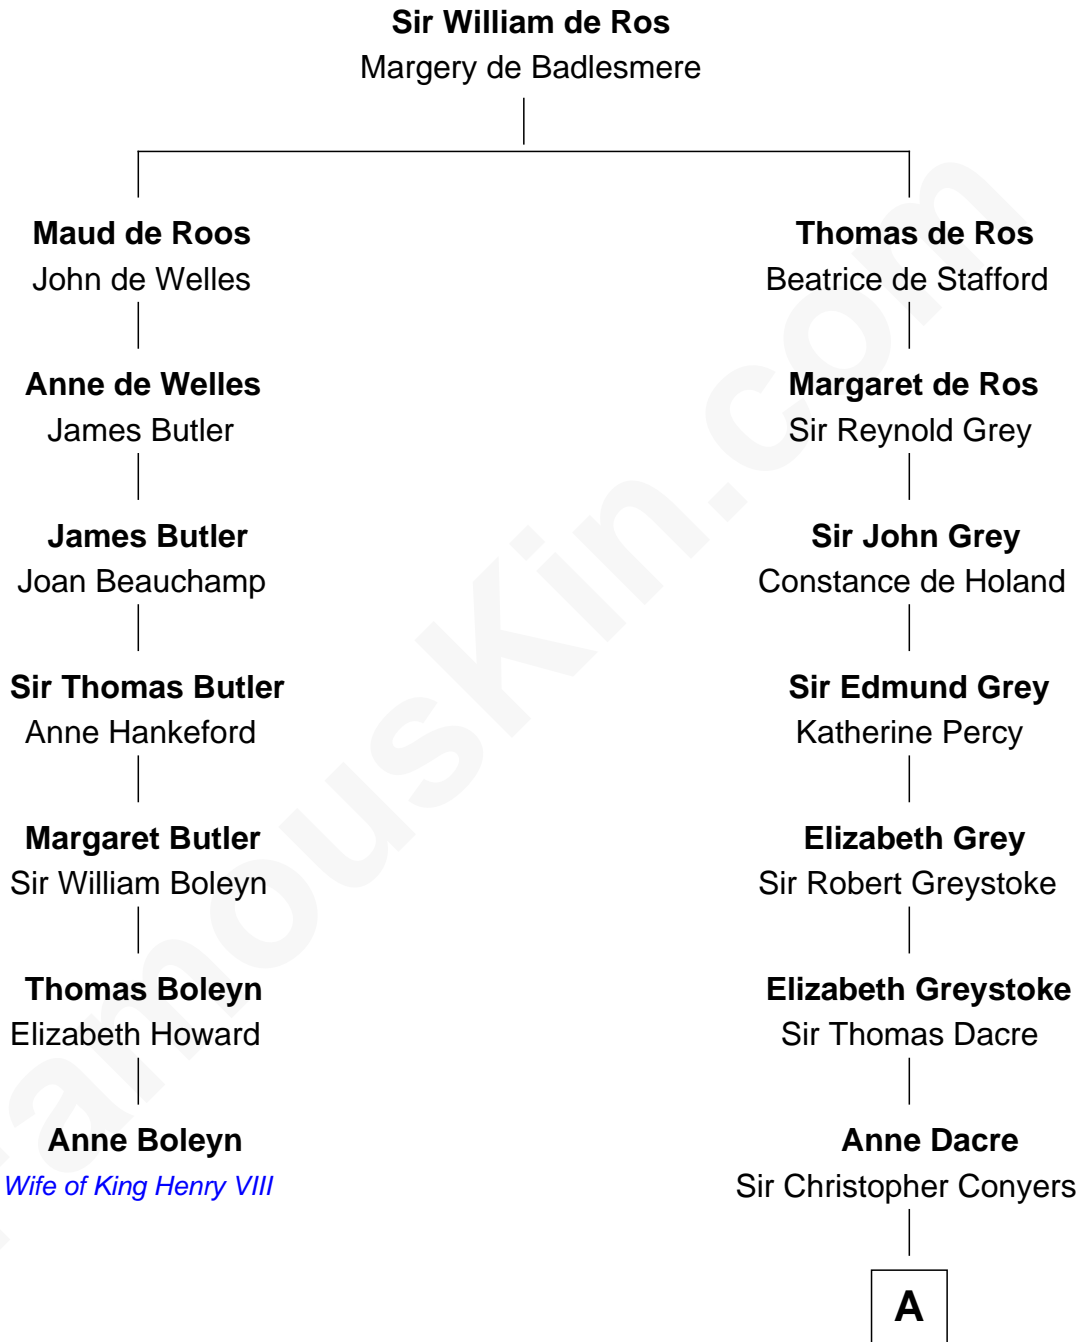 Sir William de Ros
Margery de Badlesmere
Maud de Roos
John de Welles
Thomas de Ros
Beatrice de Stafford
Anne de Welles
James Butler
Margaret de Ros
Sir Reynold Grey
James Butler
Joan Beauchamp
Sir John Grey
Constance de Holand
Sir Thomas Butler
Anne Hankeford
Sir Edmund Grey
Katherine Percy
Margaret Butler
Sir William Boleyn
Elizabeth Grey
Sir Robert Greystoke
Thomas Boleyn
Elizabeth Howard
Elizabeth Greystoke
Sir Thomas Dacre
Anne Boleyn
Wife of King Henry VIII
Anne Dacre
Sir Christopher Conyers
A
FamousKin.com